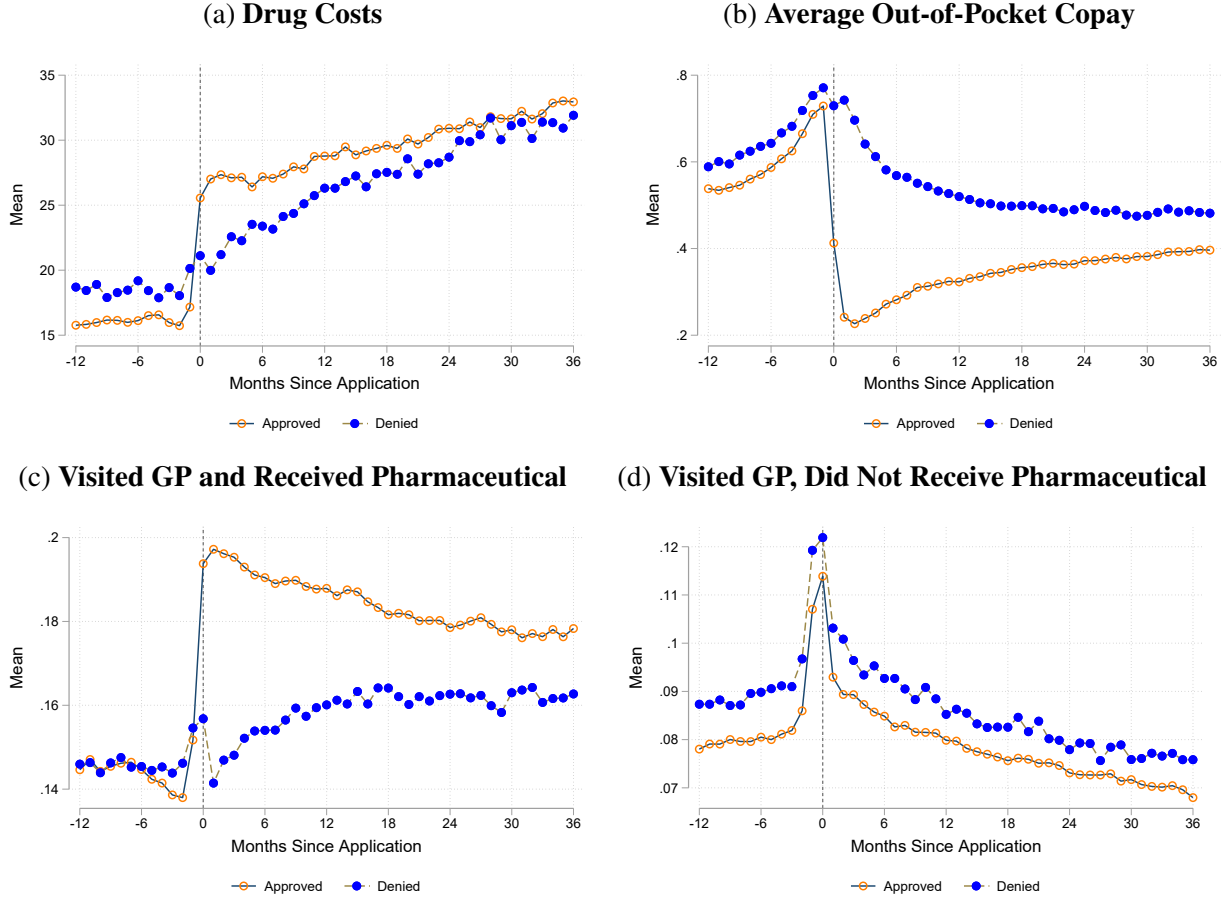 (a) Drug Costs
35
30
25
20
15
Mean
-12 -6 0 6 12 18 24 30 36
Months Since Application
Approved Denied
(b) Average Out-of-Pocket Copay
.8
.6
.4
.2
Mean
-12 -6 0 6 12 18 24 30 36
Months Since Application
Approved Denied
(c) Visited GP and Received Pharmaceutical
.2
.18
.16
.14
Mean
-12 -6 0 6 12 18 24 30 36
Months Since Application
Approved Denied
(d) Visited GP, Did Not Receive Pharmaceutical
.12
.11
.1
.09
.08
.07
Mean
-12 -6 0 6 12 18 24 30 36
Months Since Application
Approved Denied